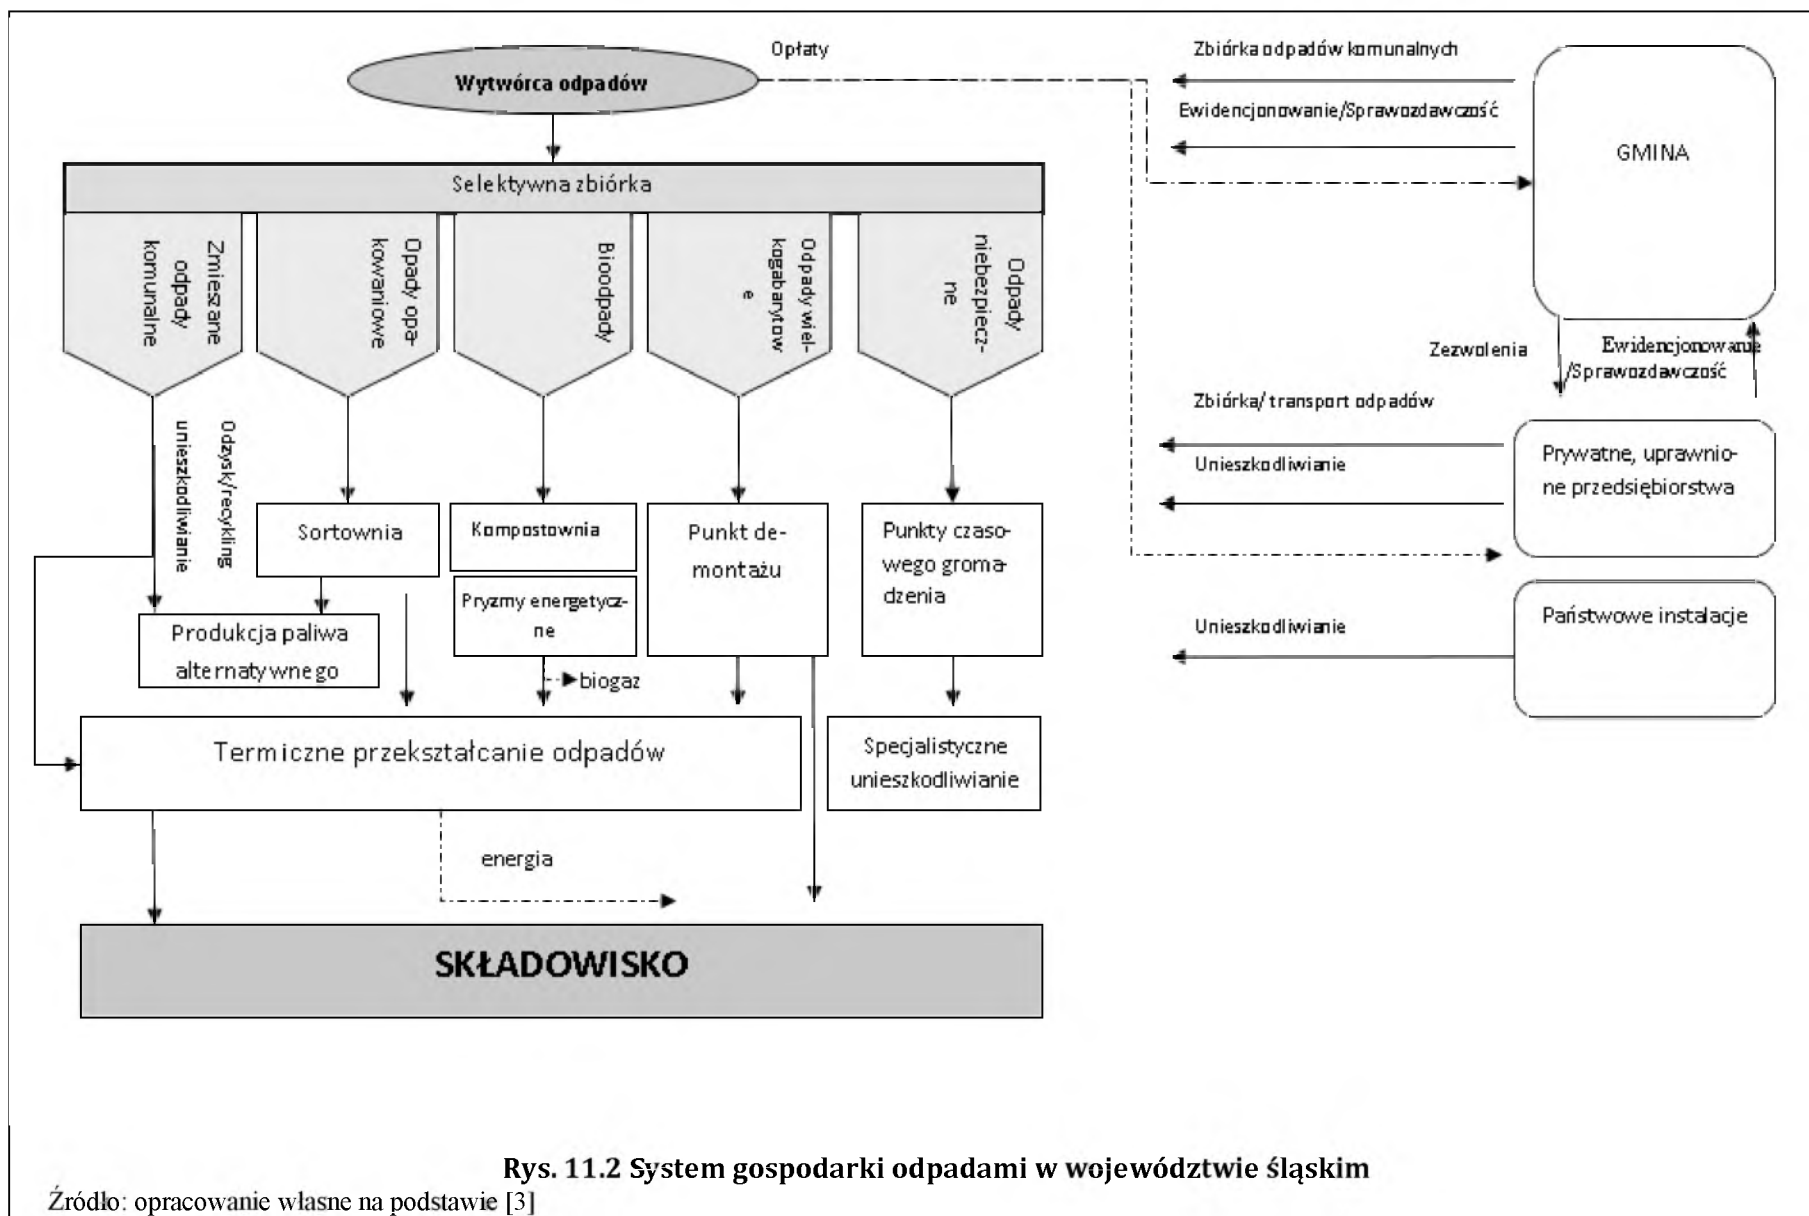 Wytwórca odpadów
Opłaty
Selektywna zbiórka
Zmieszane
odpady
komunalne
Opady opa-
kowaniowe
Bioodpady
Odpady wiel-
kogabarytow
e
Odpady
niebezpiecz-
ne
Odzysk/recykling
unieszkodliwianie
Sortownia
Kompostownia
Pryzmy energetycz-
ne
Punkt de-
montażu
Punkty czaso-
wego groma-
dzenia
Produkcja paliwa
alternatywnego
biogaz
Termiczne przekształcanie odpadów
Specjalistyczne
unieszkodliwianie
energia
SKŁADOWISKO
Zbiórka odpadów komunalnych
Ewidencjonowanie/Sprawozdawczość
GMINA
Zezwolenia
Ewidencjonowanie
/Sprawozdawczość
Zbiórka/ transport odpadów
Unieszkodliwianie
Prywatne, uprawnio-
ne przedsiębiorstwa
Unieszkodliwianie
Państwowe instalacje
Rys. 11.2 System gospodarki odpadami w województwie śląskim
Źródło: opracowanie własne na podstawie [3]